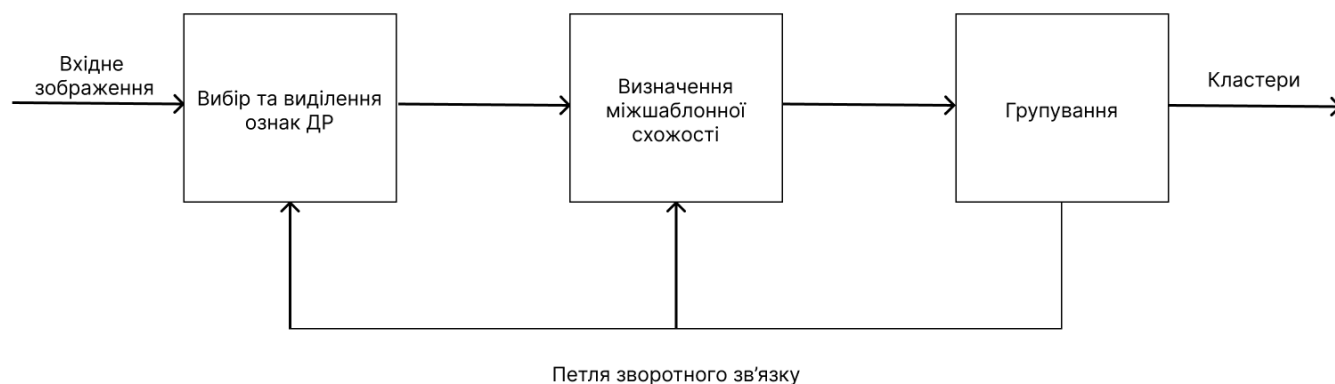 Вхідне
зображення
Вибір та виділення
ознак ДР
Визначення
міжшаблонної
схожості
Групування
Кластери
Петля зворотного зв’язку